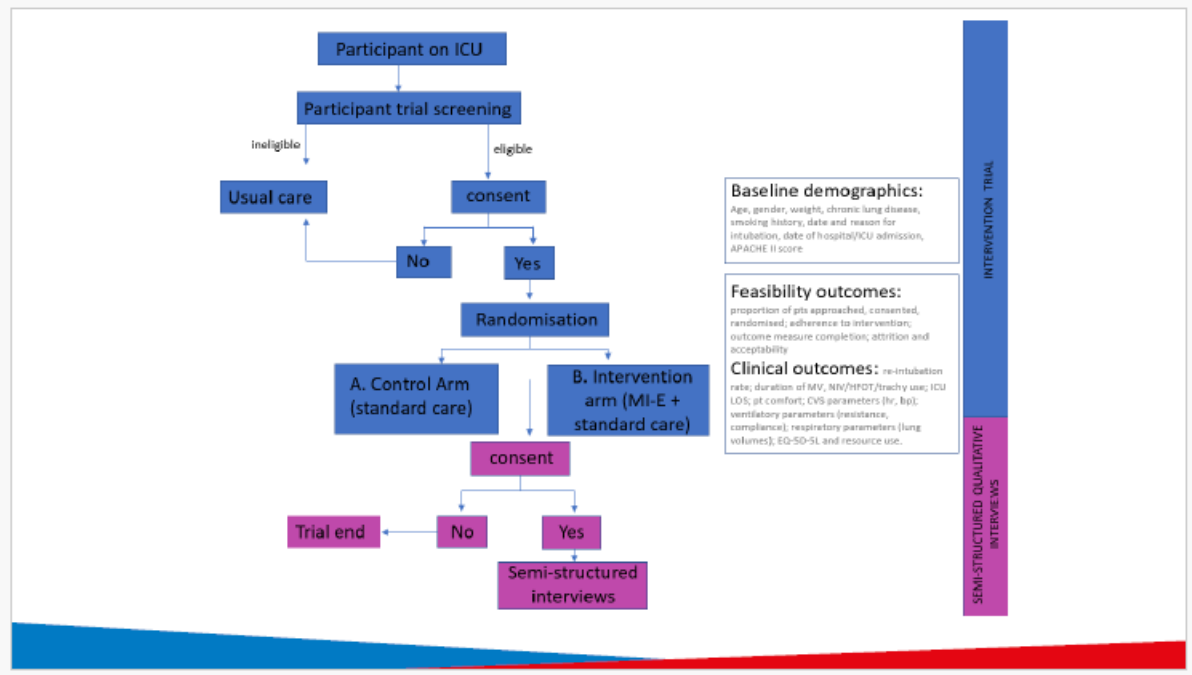 Participant on ICU
Participant trial screening
ineligible
eligible
Usual care
consent
No
Yes
Randomisation
A. Control Arm
(standard care)
B. Intervention
arm (MI-E +
standard care)
consent
Trial end
No
Yes
Semi-structured
interviews
Baseline demographics:
Age, gender, weight, chronic lung disease,
smoking history, date and reason for
intubation, date of hospital/ICU admission,
APACHE II score
Feasibility outcomes:
proportion of pts approached, consented,
randomised; adherence to intervention;
outcome measure completion; attrition and
acceptability
Clinical outcomes: re-intubation
rate; duration of MV, NIV/HFOT/trachy use; ICU
LOS; pt comfort; CVS parameters (hr, bp);
ventilatory parameters (resistance,
compliance); respiratory parameters (lung
volumes); EQ-5D-5L and resource use.
INTERVENTION TRIAL
SEMI-STRUCTURED QUALITATIVE
INTERVIEWS